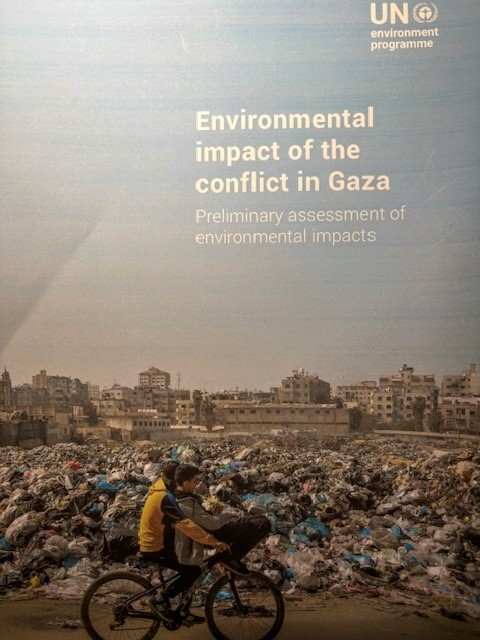 UN
environment
programme
Environmental
impact of the
conflict in Gaza
Preliminary assessment of
environmental impacts